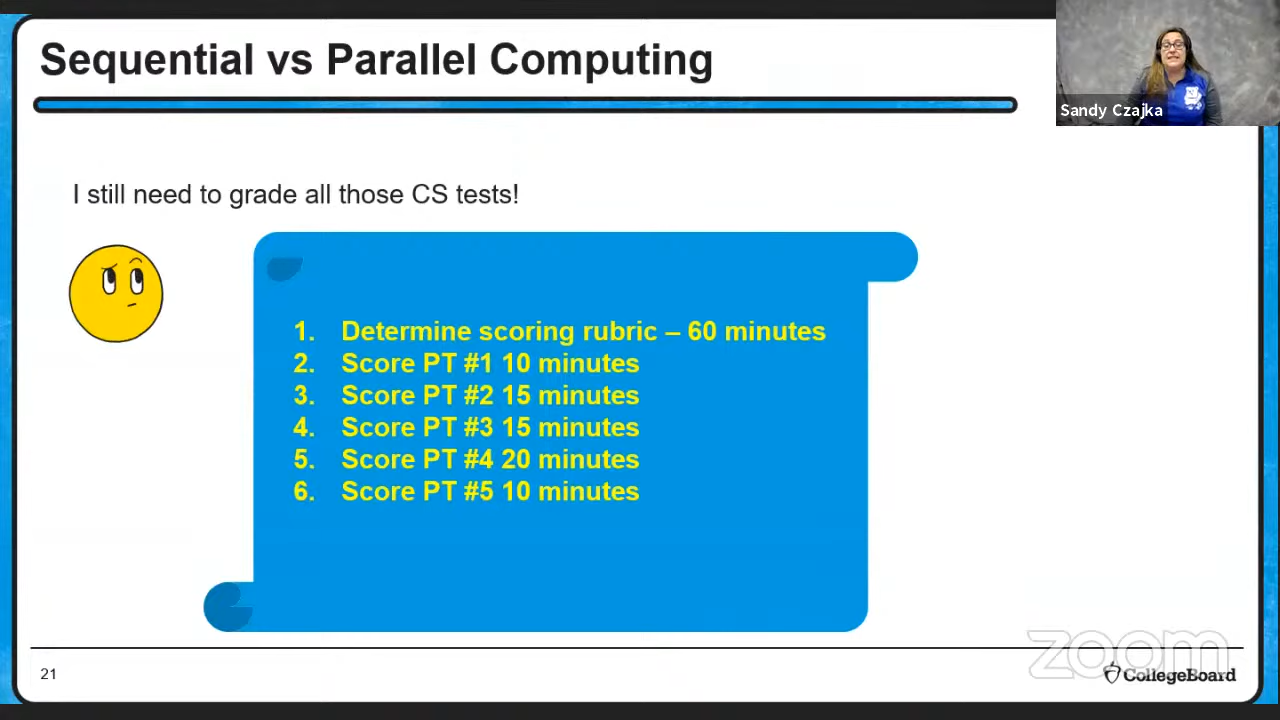 Sequential vs Parallel Computing
Sandy Czajka
I still need to grade all those CS tests!
1. Determine scoring rubric – 60 minutes
2. Score PT #1 10 minutes
3. Score PT #2 15 minutes
4. Score PT #3 15 minutes
5. Score PT #4 20 minutes
6. Score PT #5 10 minutes
zoom
21
CollegeBoard